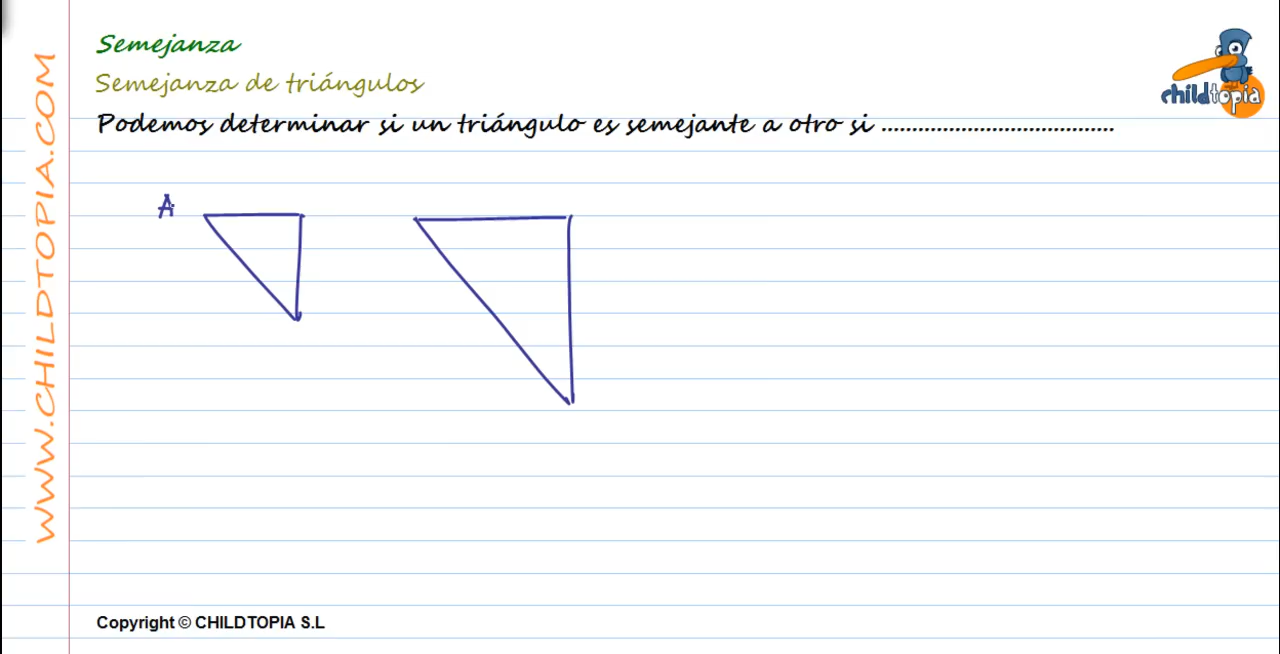 Semejanza
Semejanza de triángulos
Podemos determinar si un triángulo es semejante a otro si ......................................
childtopia
WWW.CHILDTOPIA.COM
A
Copyright © CHILDTOPIA S.L